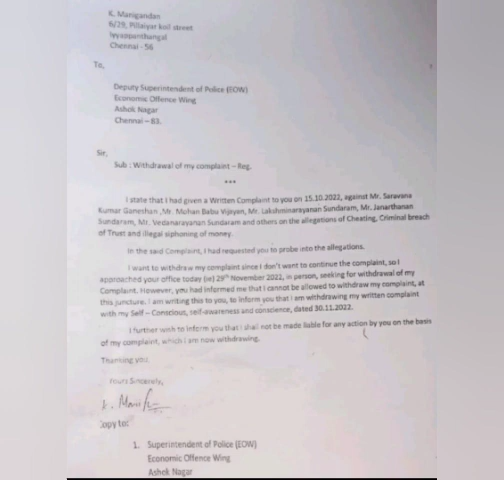 K. Manigandan
6/29, Pillaiyar koil street
Iyyappanthangal
Chennai - 56
To,
Deputy Superintendent of Police (EOW)
Economic Offence Wing
Ashok Nagar
Chennai – 83.
Sir,
Sub : Withdrawal of my complaint – Reg.
***
I state that I had given a Written Complaint to you on 15.10.2022, against Mr. Saravana
Kumar Ganeshan ,Mr. Mohan Babu Vijayan, Mr. Lakshminarayanan Sundaram, Mr. Janarthanan
Sundaram, Mr. Vedanarayanan Sundaram and others on the allegations of Cheating, Criminal breach
of Trust and illegal siphoning of money.
In the said Complaint, I had requested you to probe into the allegations.
I want to withdraw my complaint since I don't want to continue the complaint, so I
approached your office today (ie) 29th November 2022, in person, seeking for withdrawal of my
Complaint. However, you had informed me that I cannot be allowed to withdraw my complaint, at
this juncture. I am writing this to you, to inform you that I am withdrawing my written complaint
with my Self – Conscious, self-awareness and conscience, dated 30.11.2022.
I further wish to inform you that I shall not be made liable for any action by you on the basis
of my complaint, which i am now withdrawing.
Thanking you
Yours Sincerely,
K. Mani
Copy to:
1. Superintendent of Police (EOW)
Economic Offence Wing
Ashok Nagar